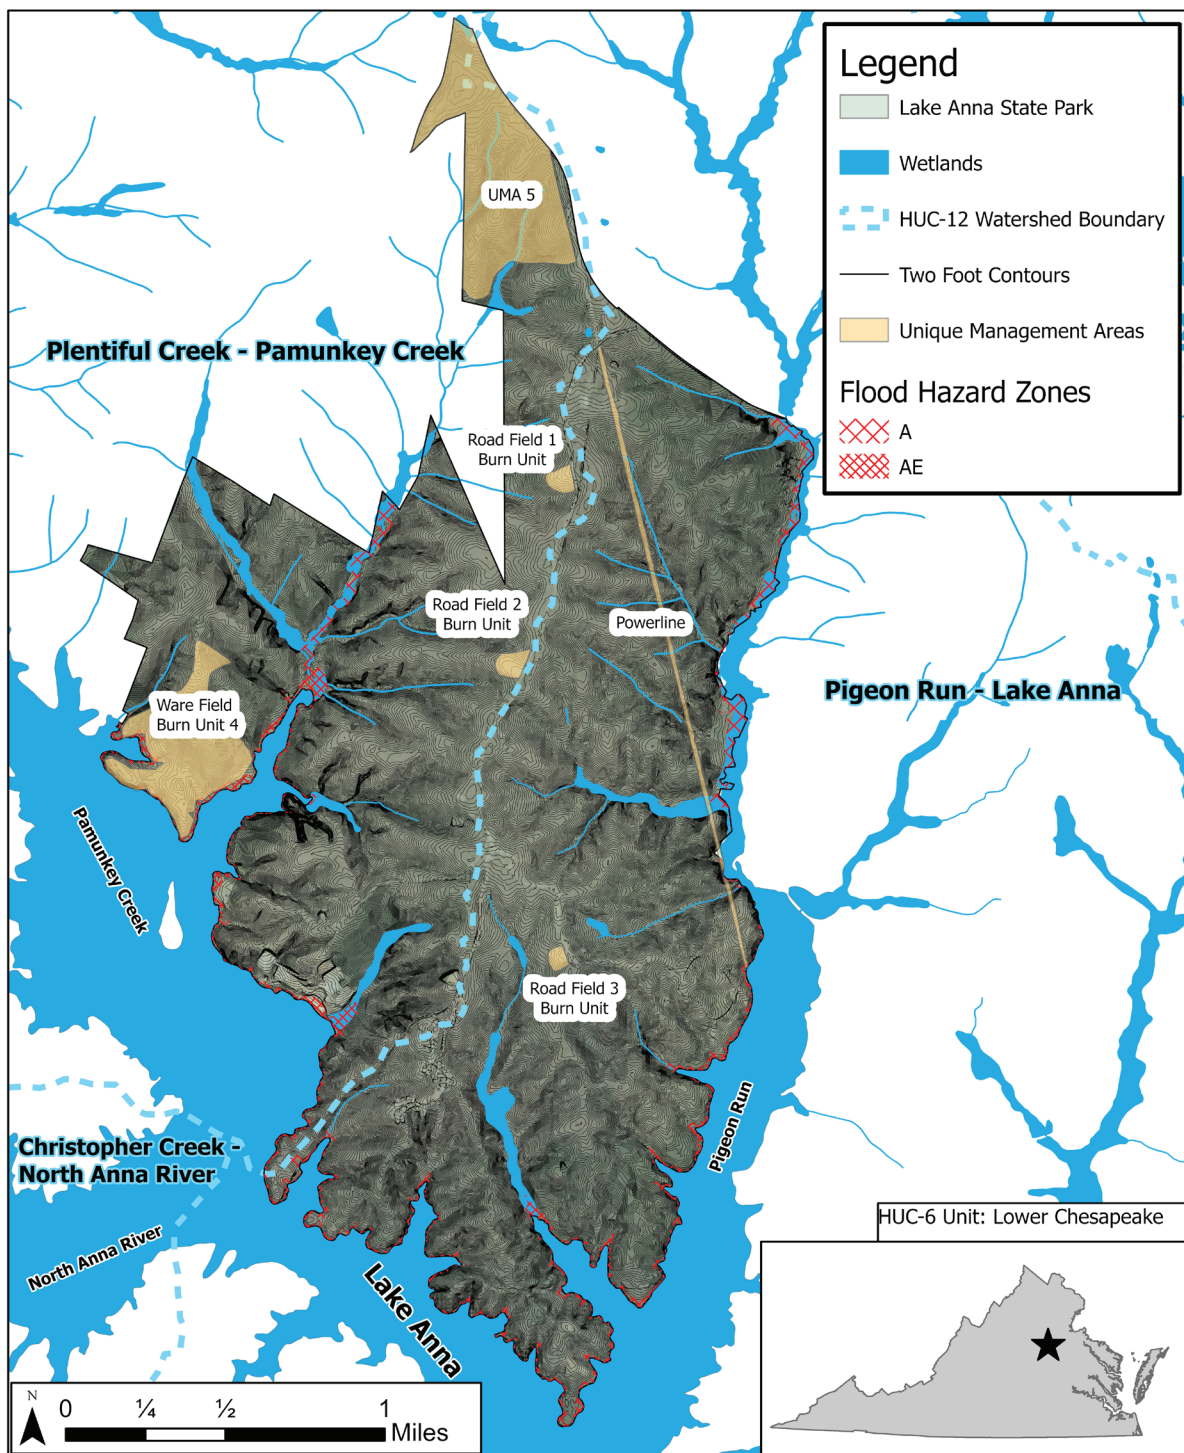 Legend
Lake Anna State Park
Wetlands
HUC-12 Watershed Boundary
Two Foot Contours
Unique Management Areas
Flood Hazard Zones
A
AE
UMA 5
Plentiful Creek - Pamunkey Creek
Road Field 1
Burn Unit
Road Field 2
Burn Unit
Powerline
Ware Field
Burn Unit 4
Pigeon Run - Lake Anna
Pamunkey Creek
Road Field 3
Burn Unit
Pigeon Run
Christopher Creek -
North Anna River
North Anna River
Lake Anna
HUC-6 Unit: Lower Chesapeake
N
0 ¼ ½ 1
Miles